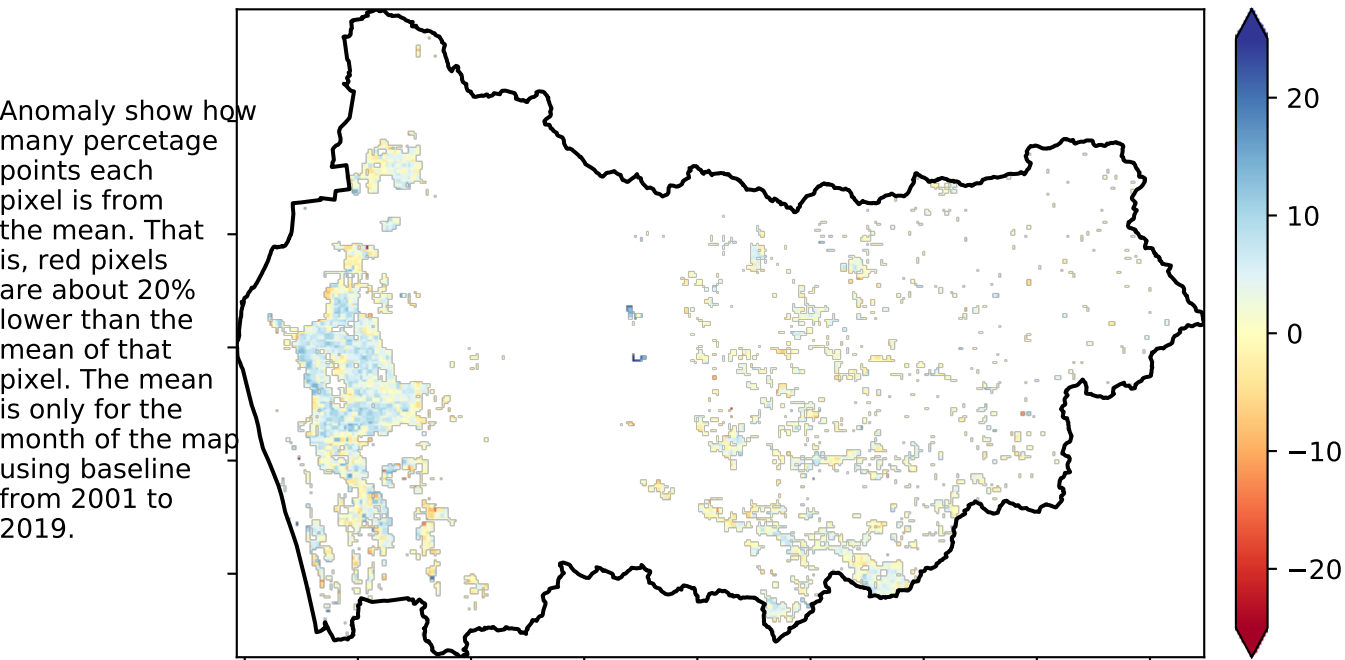 Anomaly show how
many percetage
points each
pixel is from
the mean. That
is, red pixels
are about 20%
lower than the
mean of that
pixel. The mean
is only for the
month of the map
using baseline
from 2001 to
2019.
20
10
0
−10
−20